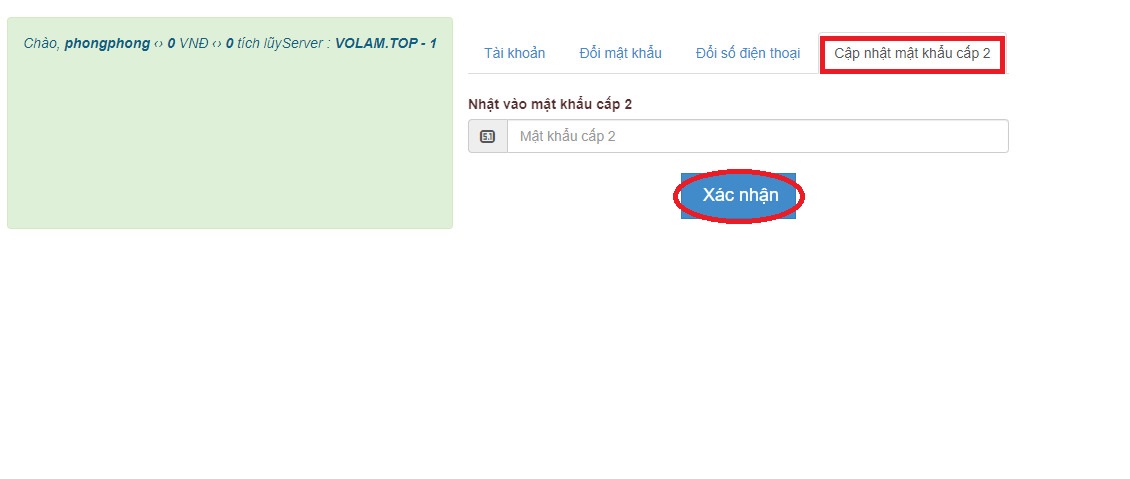 Chào, phongphong ‹› 0 VNĐ ‹› 0 tích lũyServer : VOLAM.TOP - 1
Tài khoản Đổi mật khẩu Đổi số điện thoại Cập nhật mật khẩu cấp 2
Nhật vào mật khẩu cấp 2
Mật khẩu cấp 2
Xác nhận